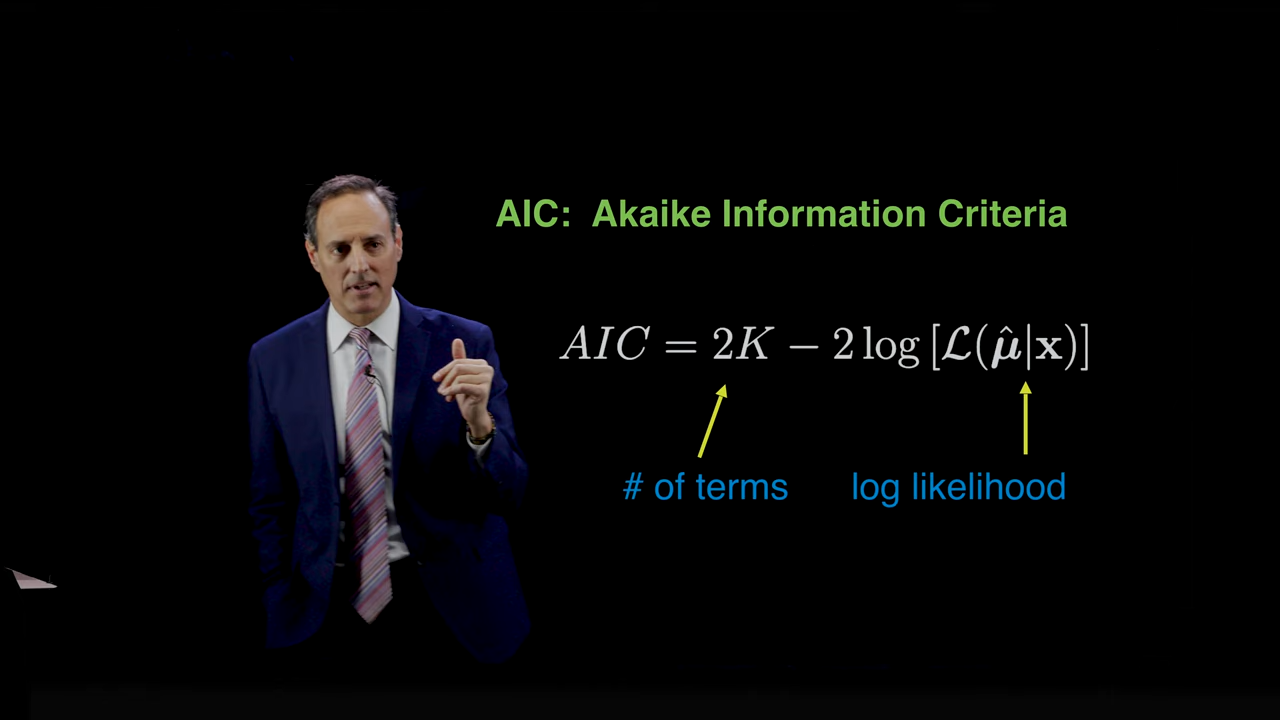 AIC: Akaike Information Criteria
AIC = 2K − 2 log [𝓛(μ̂|x)]
# of terms
log likelihood